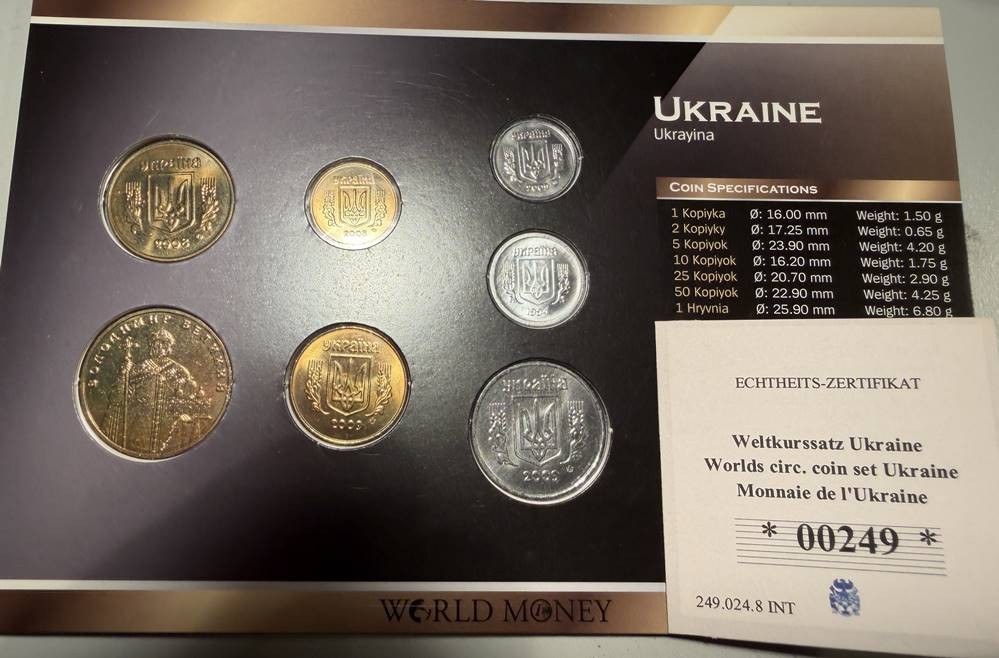 UKRAINE
Ukrayina
COIN SPECIFICATIONS
1 Kopiyka Ø: 16.00 mm Weight: 1.50 g
2 Kopiyky Ø: 17.25 mm Weight: 0.65 g
5 Kopiyok Ø: 23.90 mm Weight: 4.20 g
10 Kopiyok Ø: 16.20 mm Weight: 1.75 g
25 Kopiyok Ø: 20.70 mm Weight: 2.90 g
50 Kopiyok Ø: 22.90 mm Weight: 4.25 g
1 Hryvnia Ø: 25.90 mm Weight: 6.80 g
україна
2008
україна
2008
україна
україна
1994
ВОЛОДИМИР ВЕЛИКИЙ
україна
2009
україна
2009
ECHTHEITS-ZERTIFIKAT
Weltkurssatz Ukraine
Worlds circ. coin set Ukraine
Monnaie de l'Ukraine
* 00249 *
249.024.8 INT
WORLD MONEY